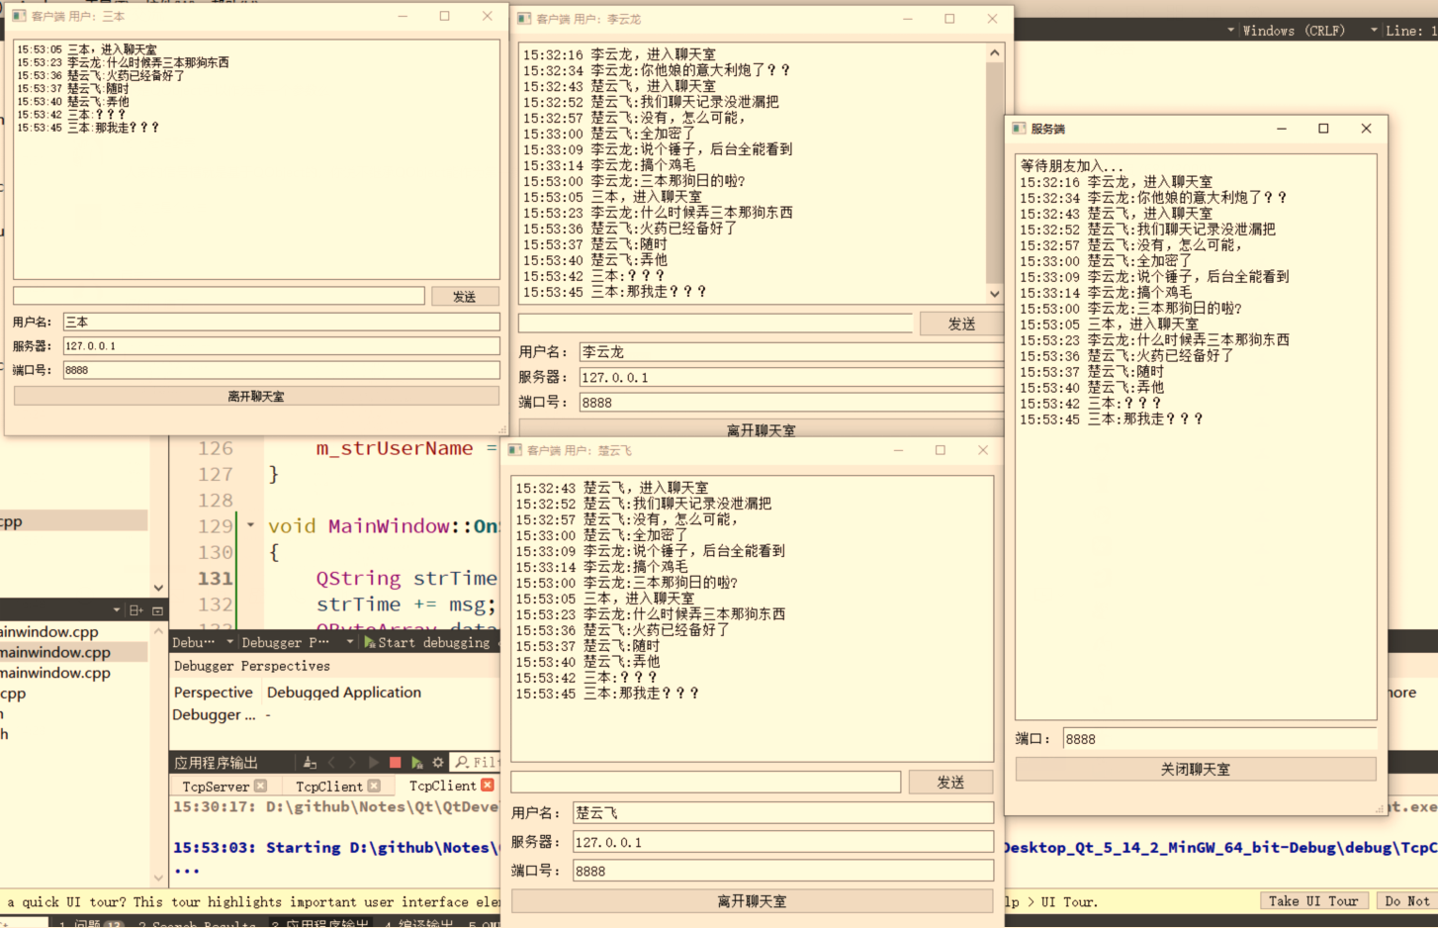 客户端 用户: 三本
15:53:05 三本，进入聊天室
15:53:23 李云龙:什么时候弄三本那狗东西
15:53:36 楚云飞:火药已经备好了
15:53:37 楚云飞:随时
15:53:40 楚云飞:弄他
15:53:42 三本:？？？
15:53:45 三本:那我走？？？
发送
用户名: 三本
服务器: 127.0.0.1
端口号: 8888
离开聊天室
客户端 用户: 李云龙
15:32:16 李云龙，进入聊天室
15:32:34 李云龙:你他娘的意大利炮了？？
15:32:43 楚云飞，进入聊天室
15:32:52 楚云飞:我们聊天记录没泄漏把
15:32:57 楚云飞:没有，怎么可能，
15:33:00 楚云飞:全加密了
15:33:09 李云龙:说个锤子，后台全能看到
15:33:14 李云龙:搞个鸡毛
15:53:00 李云龙:三本那狗日的啦?
15:53:05 三本，进入聊天室
15:53:23 李云龙:什么时候弄三本那狗东西
15:53:36 楚云飞:火药已经备好了
15:53:37 楚云飞:随时
15:53:40 楚云飞:弄他
15:53:42 三本:？？？
15:53:45 三本:那我走？？？
发送
用户名: 李云龙
服务器: 127.0.0.1
端口号: 8888
离开聊天室
Windows (CRLF) Line: 1
服务端
等待朋友加入...
15:32:16 李云龙，进入聊天室
15:32:34 李云龙:你他娘的意大利炮了？？
15:32:43 楚云飞，进入聊天室
15:32:52 楚云飞:我们聊天记录没泄漏把
15:32:57 楚云飞:没有，怎么可能，
15:33:00 楚云飞:全加密了
15:33:09 李云龙:说个锤子，后台全能看到
15:33:14 李云龙:搞个鸡毛
15:53:00 李云龙:三本那狗日的啦?
15:53:05 三本，进入聊天室
15:53:23 李云龙:什么时候弄三本那狗东西
15:53:36 楚云飞:火药已经备好了
15:53:37 楚云飞:随时
15:53:40 楚云飞:弄他
15:53:42 三本:？？？
15:53:45 三本:那我走？？？
端口: 8888
关闭聊天室
客户端 用户: 楚云飞
15:32:43 楚云飞，进入聊天室
15:32:52 楚云飞:我们聊天记录没泄漏把
15:32:57 楚云飞:没有，怎么可能，
15:33:00 楚云飞:全加密了
15:33:09 李云龙:说个锤子，后台全能看到
15:33:14 李云龙:搞个鸡毛
15:53:00 李云龙:三本那狗日的啦?
15:53:05 三本，进入聊天室
15:53:23 李云龙:什么时候弄三本那狗东西
15:53:36 楚云飞:火药已经备好了
15:53:37 楚云飞:随时
15:53:40 楚云飞:弄他
15:53:42 三本:？？？
15:53:45 三本:那我走？？？
发送
用户名: 楚云飞
服务器: 127.0.0.1
端口号: 8888
离开聊天室
126 m_strUserName =
127 }
128
129 void MainWindow::OnS
130 {
131 QString strTime
132 strTime += msg;
cpp
ainwindow.cpp
mainwindow.cpp
mainwindow.cpp
cpp
h
Debu... Debugger P... Start debugging
Debugger Perspectives
Perspective Debugged Application
Debugger ... -
应用程序输出
TcpServer TcpClient TcpClient
15:30:17: D:\github\Notes\Qt\QtDeve nt.exe
15:53:03: Starting D:\github\Notes\ Desktop_Qt_5_14_2_MinGW_64_bit-Debug\debug\TcpC
...
a quick UI tour? This tour highlights important user interface ele lp > UI Tour. Take UI Tour Do Not
1 问题 13 2 Search Results 3 应用程序输出 4 编译输出